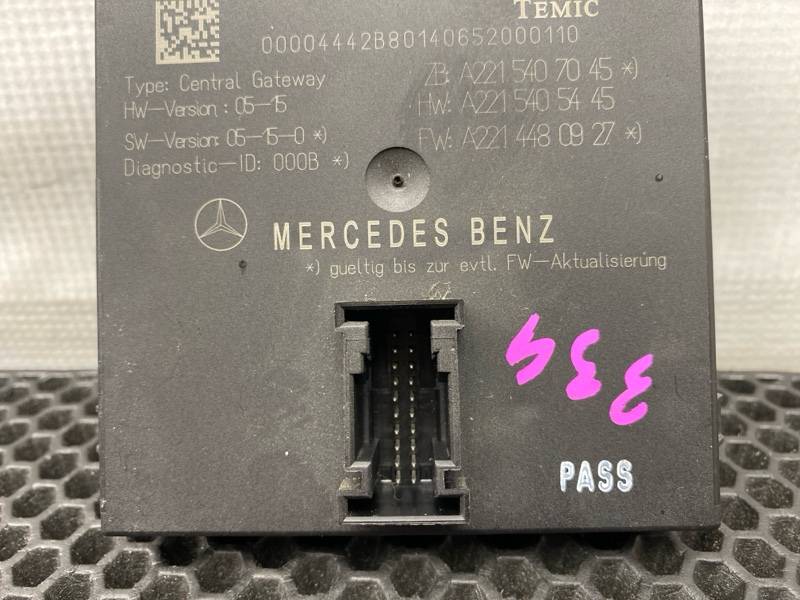 TEMIC
00004442B80140652000110
Type: Central Gateway
ZB: A221 540 70 45 *)
HW-Version : 05-15
HW: A221 540 54 45
SW-Version: 05-15-0 *)
FW: A221 448 09 27 *)
Diagnostic-ID: 000B *)
MERCEDES BENZ
*) gueltig bis zur evtl. FW-Aktualisierung
334
PASS